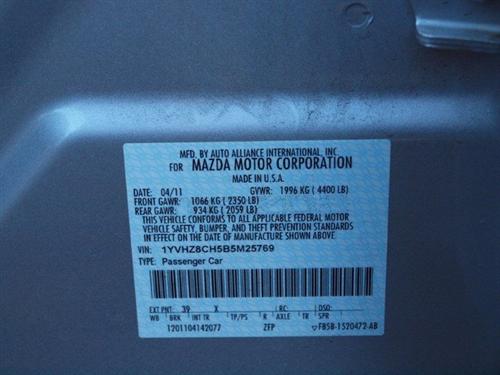 MFD. BY AUTO ALLIANCE INTERNATIONAL, INC.
FOR MAZDA MOTOR CORPORATION
MADE IN U.S.A.
DATE: 04/11 GVWR: 1996 KG ( 4400 LB)
FRONT GAWR: 1066 KG ( 2350 LB)
REAR GAWR: 934 KG ( 2059 LB)
THIS VEHICLE CONFORMS TO ALL APPLICABLE FEDERAL MOTOR
VEHICLE SAFETY, BUMPER, AND THEFT PREVENTION STANDARDS
IN EFFECT ON THE DATE OF MANUFACTURE SHOWN ABOVE.
VIN: 1YVHZ8CH5B5M25769
TYPE: Passenger Car
EXT PNT: 39 X RC: DSO:
WB BRK INT TR TP/PS R AXLE TR SPR
1201104142077 ZFP ▽ FB5B-1520472-AB